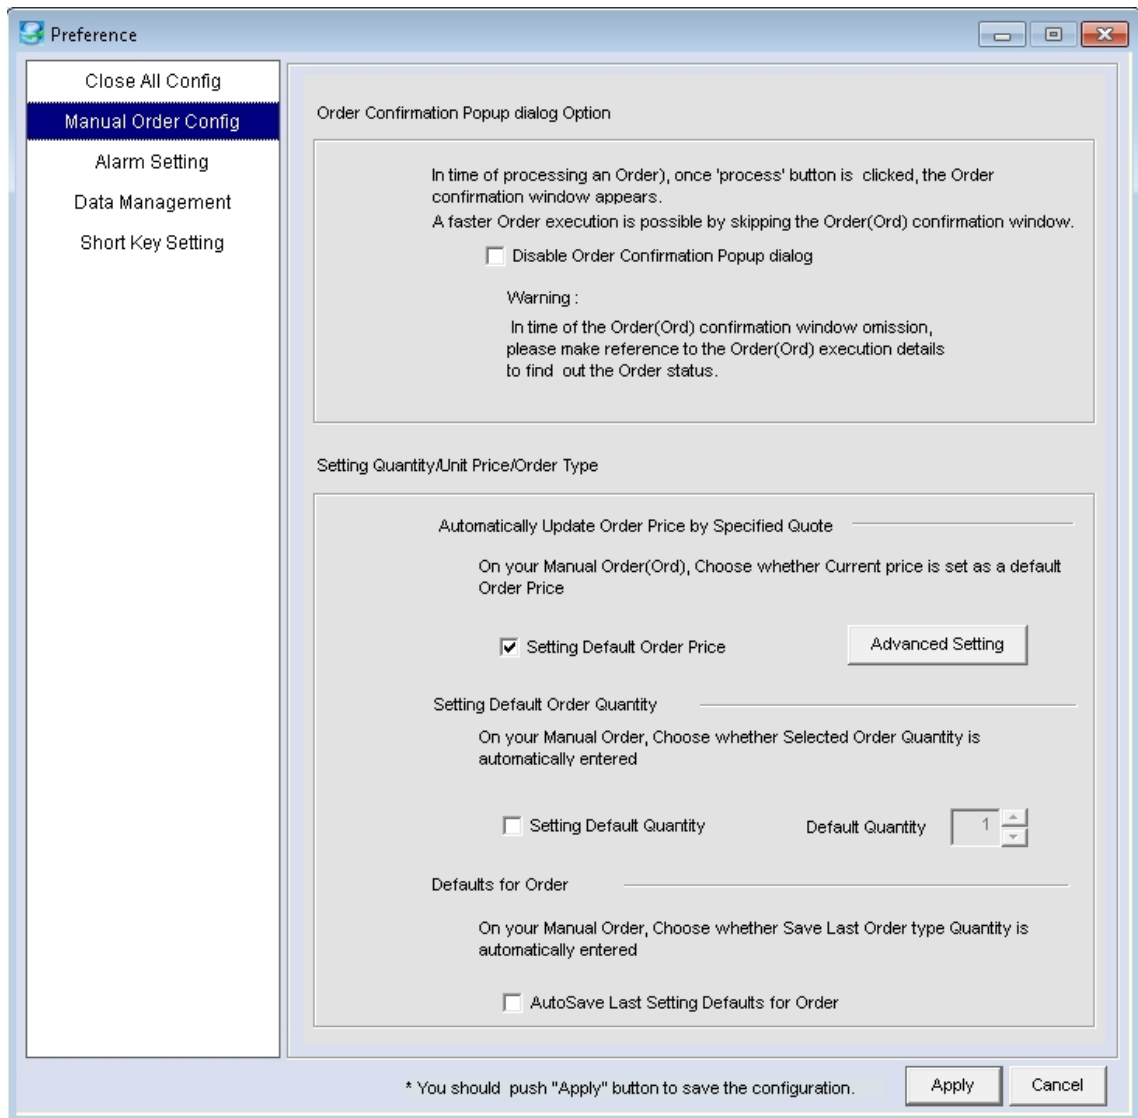 Preference
Close All Config
Manual Order Config
Alarm Setting
Data Management
Short Key Setting
Order Confirmation Popup dialog Option
In time of processing an Order), once 'process' button is clicked, the Order
confirmation window appears.
A faster Order execution is possible by skipping the Order(Ord) confirmation window.
Disable Order Confirmation Popup dialog
Warning :
In time of the Order(Ord) confirmation window omission,
please make reference to the Order(Ord) execution details
to find out the Order status.
Setting Quantity/Unit Price/Order Type
Automatically Update Order Price by Specified Quote
On your Manual Order(Ord), Choose whether Current price is set as a default
Order Price
Setting Default Order Price
Advanced Setting
Setting Default Order Quantity
On your Manual Order, Choose whether Selected Order Quantity is
automatically entered
Setting Default Quantity
Default Quantity
1
Defaults for Order
On your Manual Order, Choose whether Save Last Order type Quantity is
automatically entered
AutoSave Last Setting Defaults for Order
* You should push "Apply" button to save the configuration.
Apply
Cancel